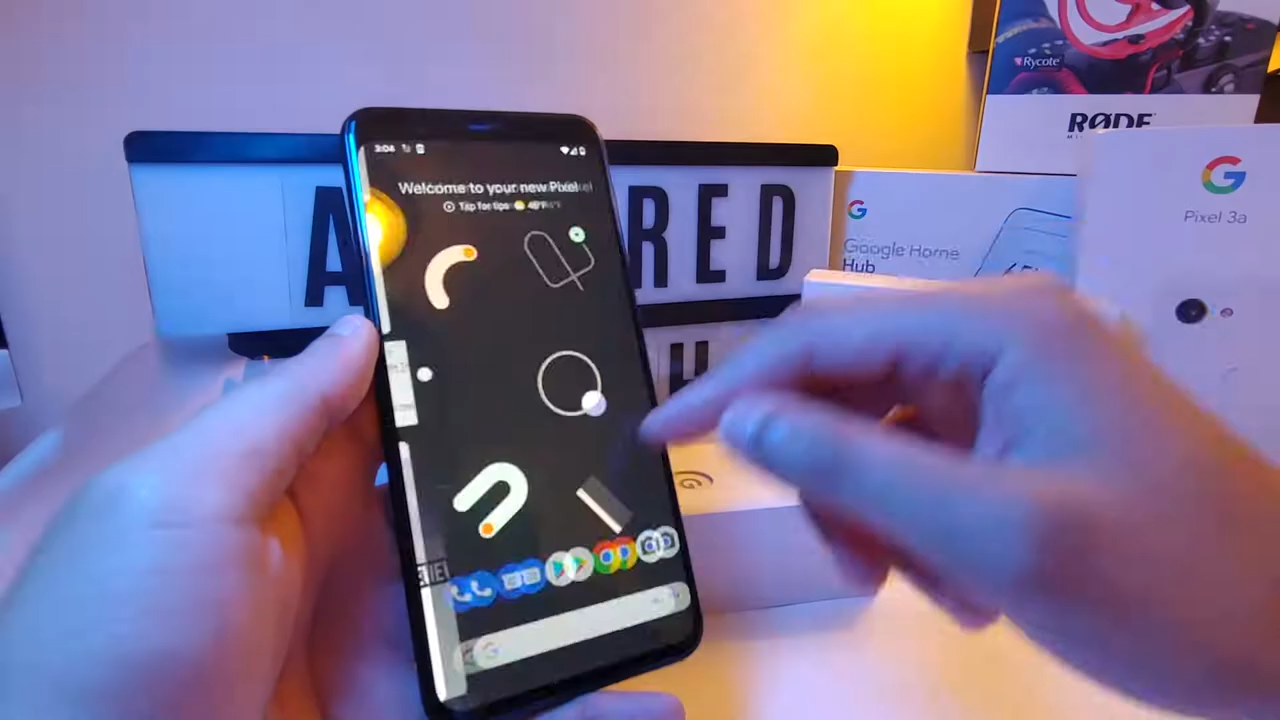 Rycote
RØDE
3:04
Welcome to your new Pixel
Tap for tips
A
RED
H
G
Google Home
Hub
G
Pixel 3a
G